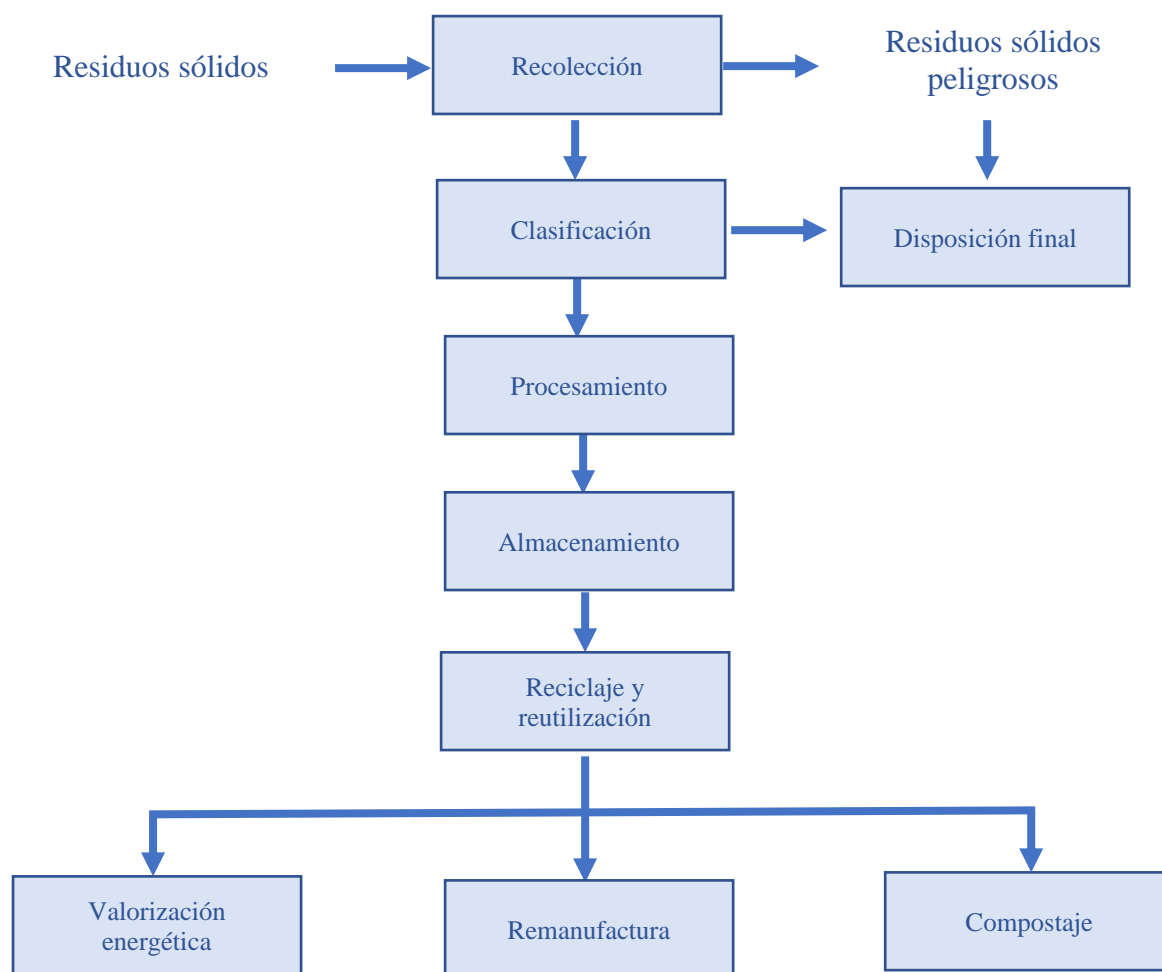 Residuos sólidos
Recolección
Residuos sólidos
peligrosos
Clasificación
Disposición final
Procesamiento
Almacenamiento
Reciclaje y
reutilización
Valorización
energética
Remanufactura
Compostaje